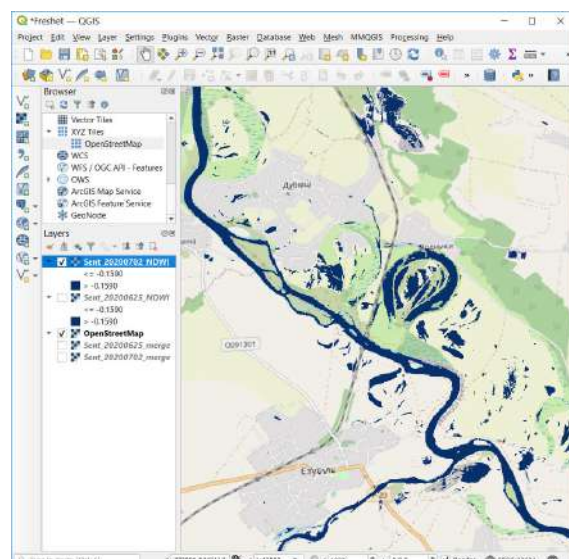 *Freshet — QGIS
Project Edit View Layer Settings Plugins Vector Raster Database Web Mesh MMQGIS Processing Help
Browser
Vector Tiles
XYZ Tiles
OpenStreetMap
WCS
WFS / OGC API - Features
OWS
ArcGIS Map Service
ArcGIS Feature Service
GeoNode
Layers
Sent_20200702_NDWI
<= -0.1590
> -0.1590
Sent_20200625_NDWI
<= -0.1590
> -0.1590
OpenStreetMap
Sent_20200625_merge
Sent_20200702_merge